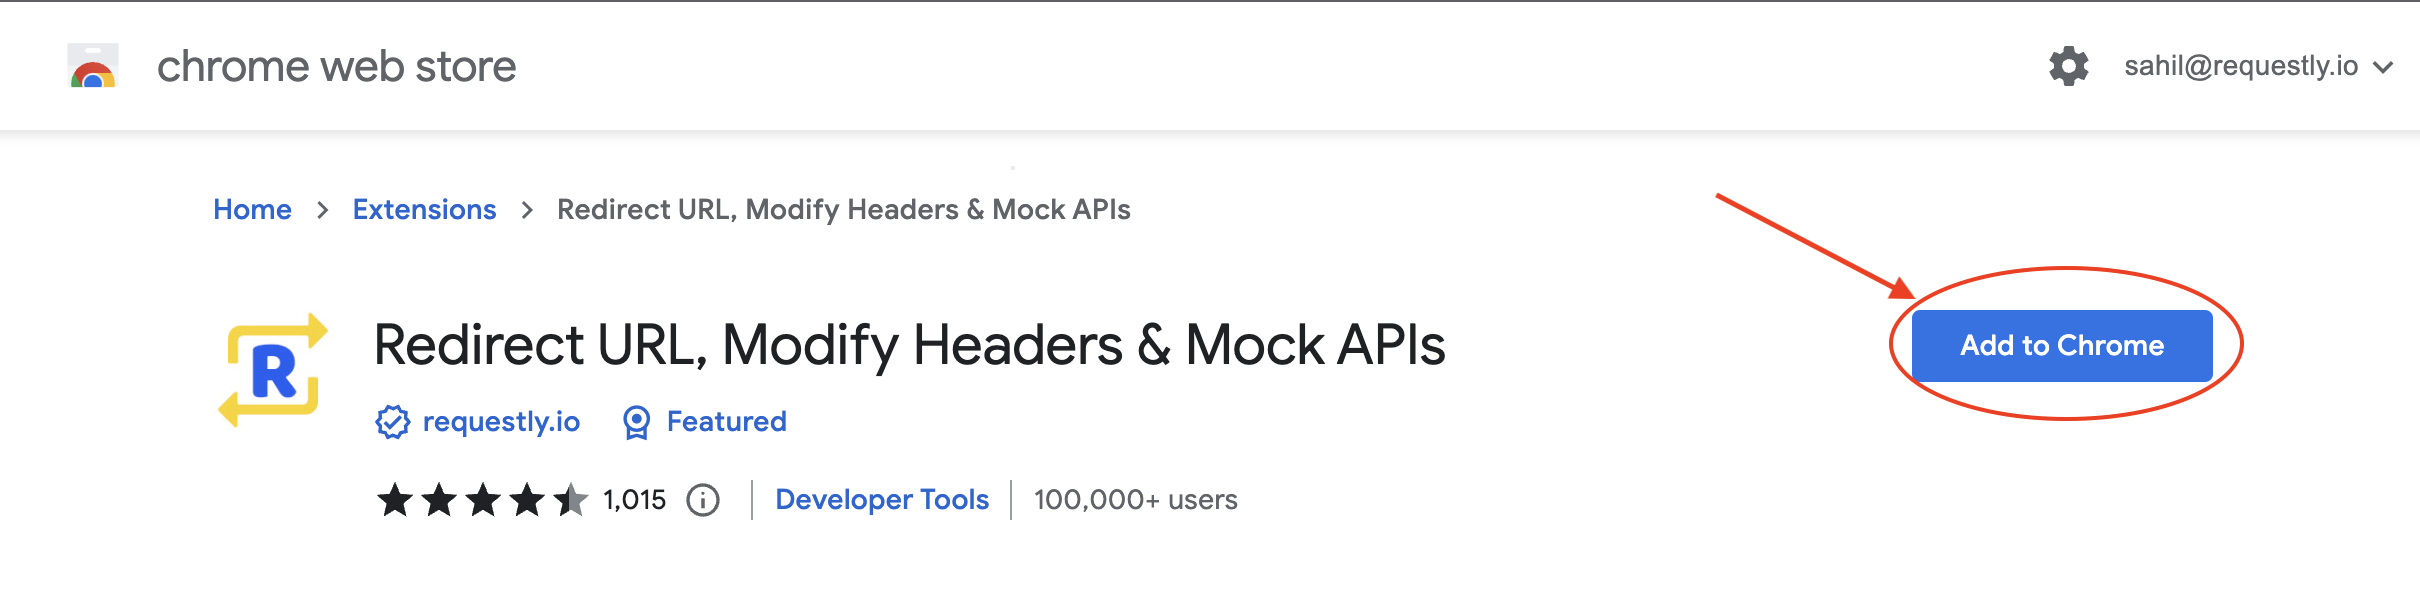 chrome web store
sahil@requestly.io
Home > Extensions > Redirect URL, Modify Headers & Mock APIs
R
Redirect URL, Modify Headers & Mock APIs
Add to Chrome
requestly.io Featured
1,015 Developer Tools 100,000+ users